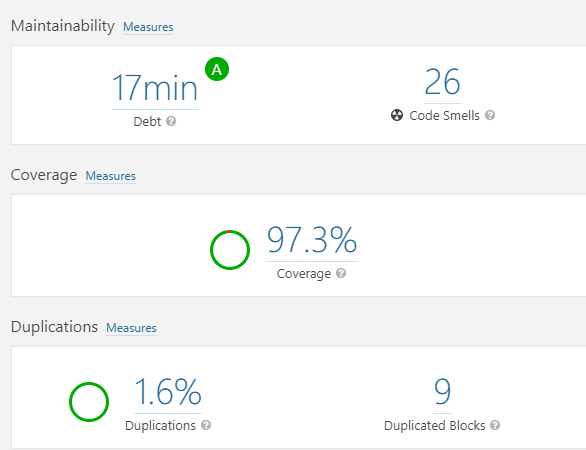 Maintainability Measures
17min A
26
Debt ?
Code Smells ?
Coverage Measures
97.3%
Coverage ?
Duplications Measures
1.6%
9
Duplications ?
Duplicated Blocks ?